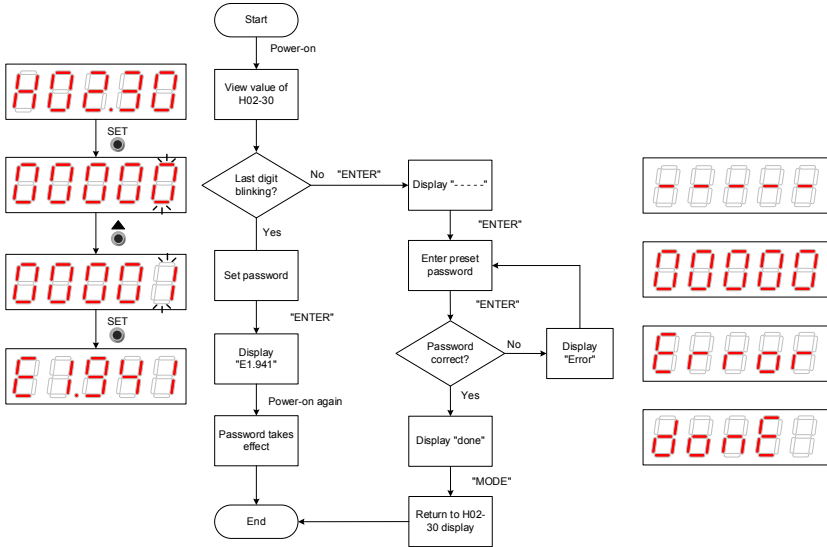 Start
Power-on
View value of
H02-30
Last digit
blinking?
No "ENTER"
Display "-----"
Yes
"ENTER"
Set password
Enter preset
password
"ENTER"
"ENTER"
Display
"E1.941"
Password
correct?
No
Display
"Error"
Power-on again
Yes
Password takes
effect
Display "done"
"MODE"
End
Return to H02-
30 display
H02.30
SET
00000
00001
SET
E1.941
-----
00000
Error
donE